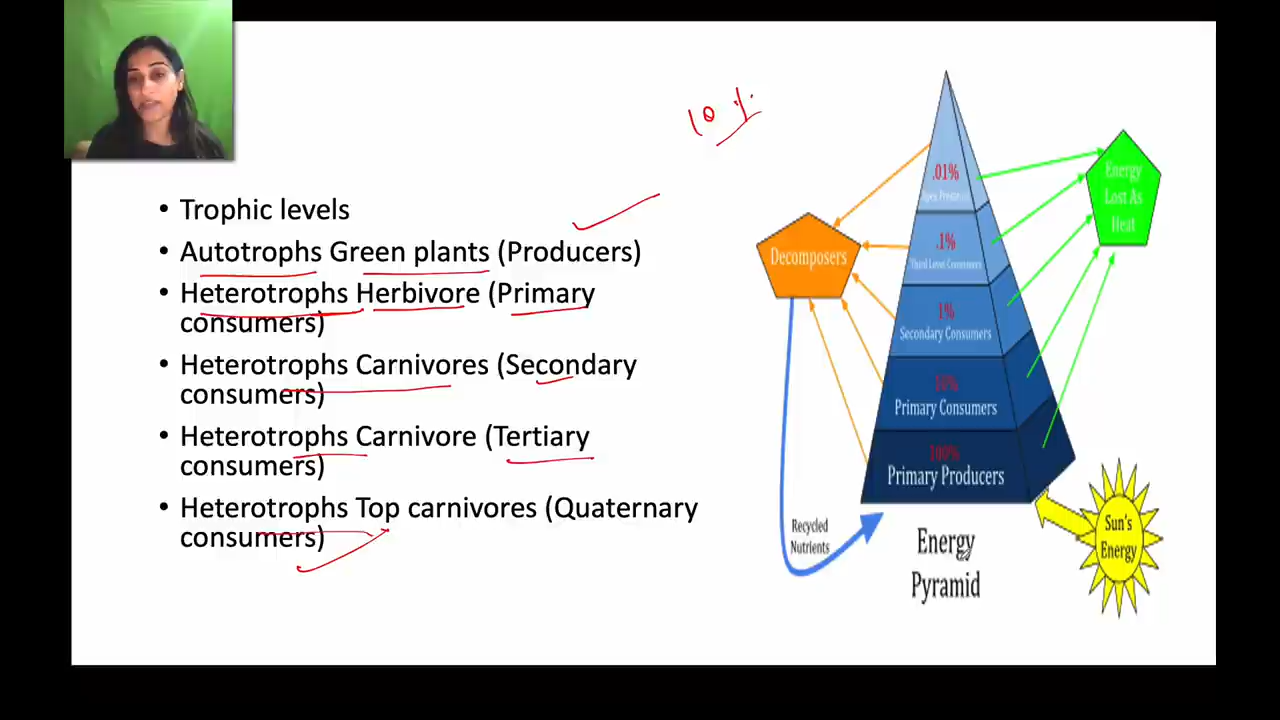 10 %
• Trophic levels
• Autotrophs Green plants (Producers)
• Heterotrophs Herbivore (Primary
consumers)
• Heterotrophs Carnivores (Secondary
consumers)
• Heterotrophs Carnivore (Tertiary
consumers)
• Heterotrophs Top carnivores (Quaternary
consumers)
.01%
.1%
Third Level Consumers
1%
Secondary Consumers
10%
Primary Consumers
100%
Primary Producers
Decomposers
Energy
Lost As
Heat
Recycled
Nutrients
Sun's
Energy
Energy
Pyramid